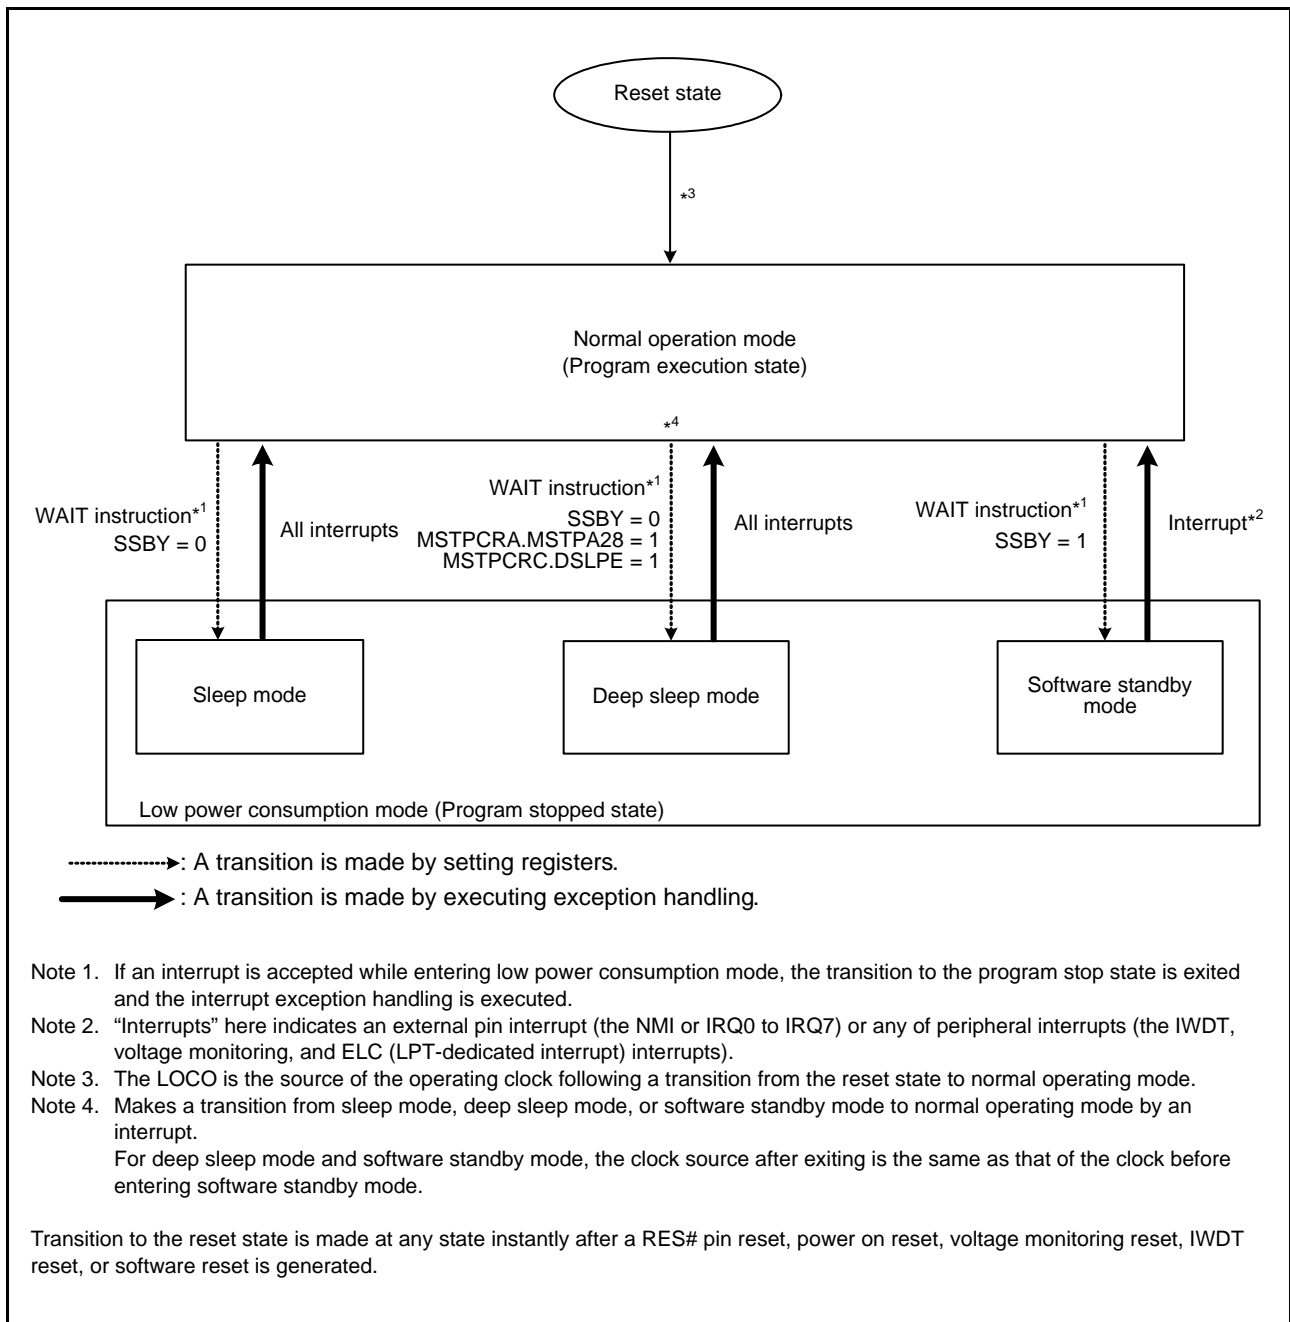 Reset state
*3
Normal operation mode
(Program execution state)
*4
WAIT instruction*1
SSBY = 0
All interrupts
WAIT instruction*1
SSBY = 0
MSTPCRA.MSTPA28 = 1
MSTPCRC.DSLPE = 1
All interrupts
WAIT instruction*1
SSBY = 1
Interrupt*2
Sleep mode
Deep sleep mode
Software standby
mode
Low power consumption mode (Program stopped state)
: A transition is made by setting registers.
: A transition is made by executing exception handling.
Note 1. If an interrupt is accepted while entering low power consumption mode, the transition to the program stop state is exited
and the interrupt exception handling is executed.
Note 2. “Interrupts” here indicates an external pin interrupt (the NMI or IRQ0 to IRQ7) or any of peripheral interrupts (the IWDT,
voltage monitoring, and ELC (LPT-dedicated interrupt) interrupts).
Note 3. The LOCO is the source of the operating clock following a transition from the reset state to normal operating mode.
Note 4. Makes a transition from sleep mode, deep sleep mode, or software standby mode to normal operating mode by an
interrupt.
For deep sleep mode and software standby mode, the clock source after exiting is the same as that of the clock before
entering software standby mode.
Transition to the reset state is made at any state instantly after a RES# pin reset, power on reset, voltage monitoring reset, IWDT
reset, or software reset is generated.